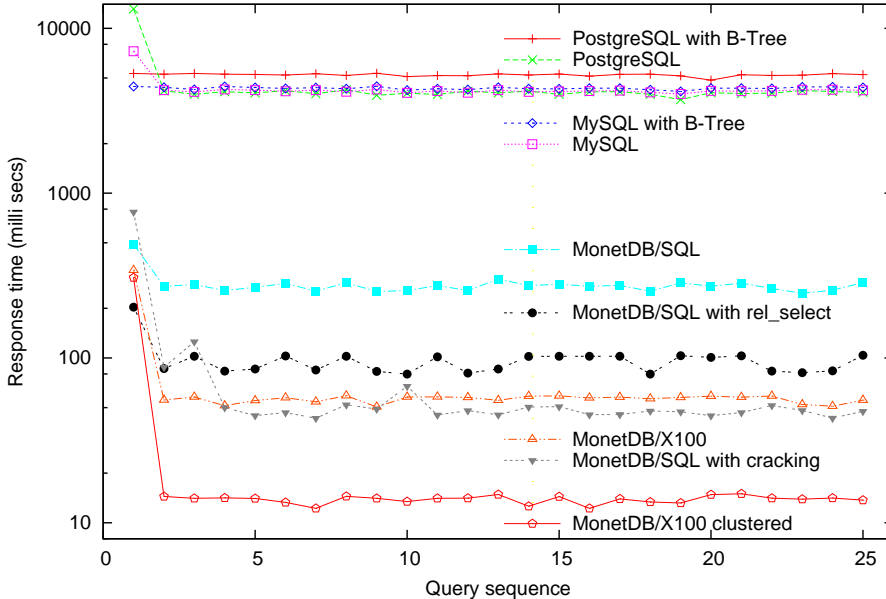 10000
1000
100
10
Response time (milli secs)
PostgreSQL with B-Tree
PostgreSQL
MySQL with B-Tree
MySQL
MonetDB/SQL
MonetDB/SQL with rel_select
MonetDB/X100
MonetDB/SQL with cracking
MonetDB/X100 clustered
0 5 10 15 20 25
Query sequence